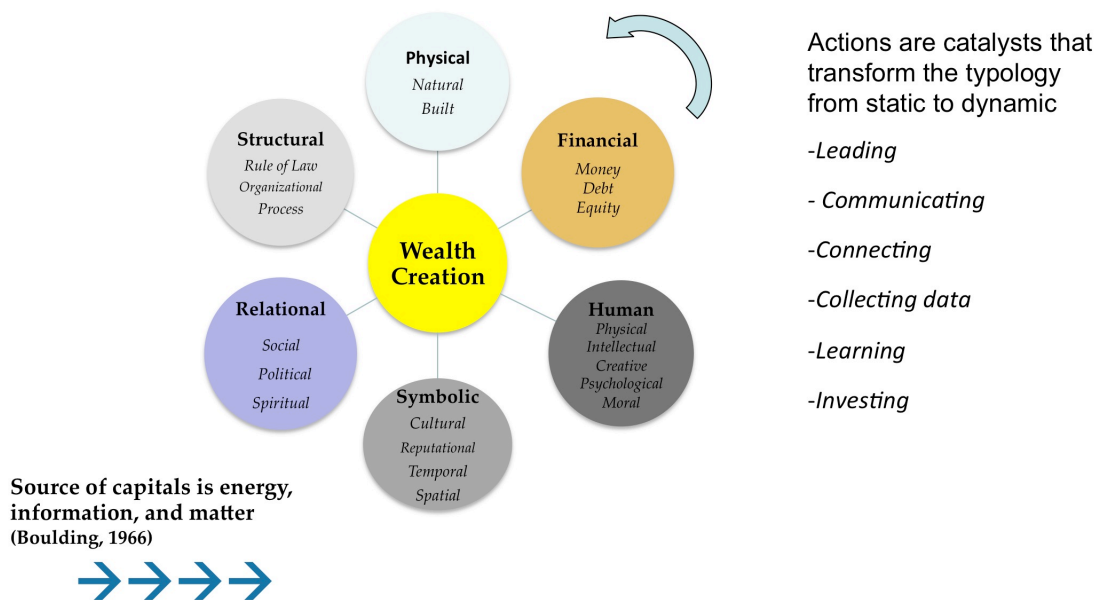 Physical
Natural
Built
Structural
Rule of Law
Organizational
Process
Financial
Money
Debt
Equity
Wealth
Creation
Relational
Social
Political
Spiritual
Human
Physical
Intellectual
Creative
Psychological
Moral
Symbolic
Cultural
Reputational
Temporal
Spatial
Source of capitals is energy,
information, and matter
(Boulding, 1966)
Actions are catalysts that
transform the typology
from static to dynamic
-Leading
- Communicating
-Connecting
-Collecting data
-Learning
-Investing